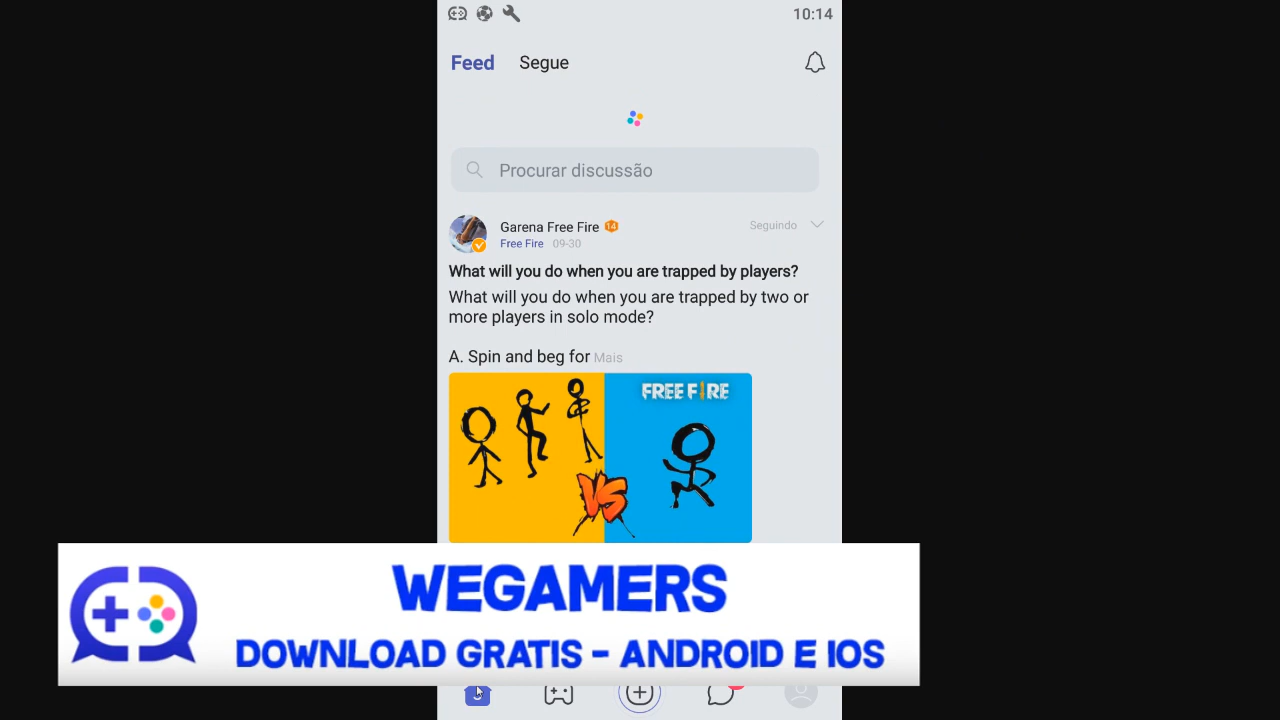 10:14
Feed Segue
Procurar discussão
Garena Free Fire 14
Seguindo
Free Fire 09-30
What will you do when you are trapped by players?
What will you do when you are trapped by two or
more players in solo mode?
A. Spin and beg for Mais
FREE FIRE
VS
WEGAMERS
DOWNLOAD GRATIS - ANDROID E IOS